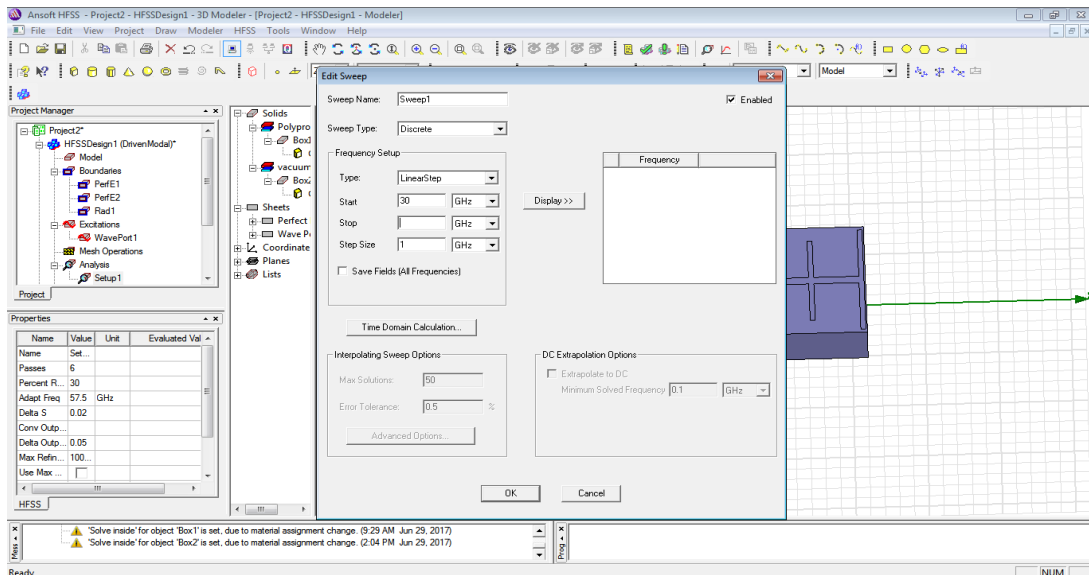 Ansoft HFSS - Project2 - HFSSDesign1 - 3D Modeler - [Project2 - HFSSDesign1 - Modeler]
File Edit View Project Draw Modeler HFSS Tools Window Help
Model
Project Manager
Project2*
HFSSDesign1 (DrivenModal)*
Model
Boundaries
PerfE1
PerfE2
Rad1
Excitations
WavePort1
Mesh Operations
Analysis
Setup1
Project
Properties
Name Value Unit Evaluated Val
Name Set...
Passes 6
Percent R... 30
Adapt Freq 57.5 GHz
Delta S 0.02
Conv Outp...
Delta Outp... 0.05
Max Refin... 100...
Use Max ...
HFSS
Solids
Polypro
Box1
vacuum
Box2
Sheets
Perfect
Wave P
Coordinate
Planes
Lists
Edit Sweep
Sweep Name: Sweep1
Enabled
Sweep Type: Discrete
Frequency Setup
Type: LinearStep
Start 30 GHz
Stop GHz
Step Size 1 GHz
Save Fields (All Frequencies)
Display >>
Frequency
Time Domain Calculation...
Interpolating Sweep Options
Max Solutions: 50
Error Tolerance: 0.5 %
Advanced Options...
DC Extrapolation Options
Extrapolate to DC
Minimum Solved Frequency 0.1 GHz
OK Cancel
'Solve inside' for object 'Box1' is set, due to material assignment change. (9:29 AM Jun 29, 2017)
'Solve inside' for object 'Box2' is set, due to material assignment change. (2:04 PM Jun 29, 2017)
Mess
Prog
Ready
NUM